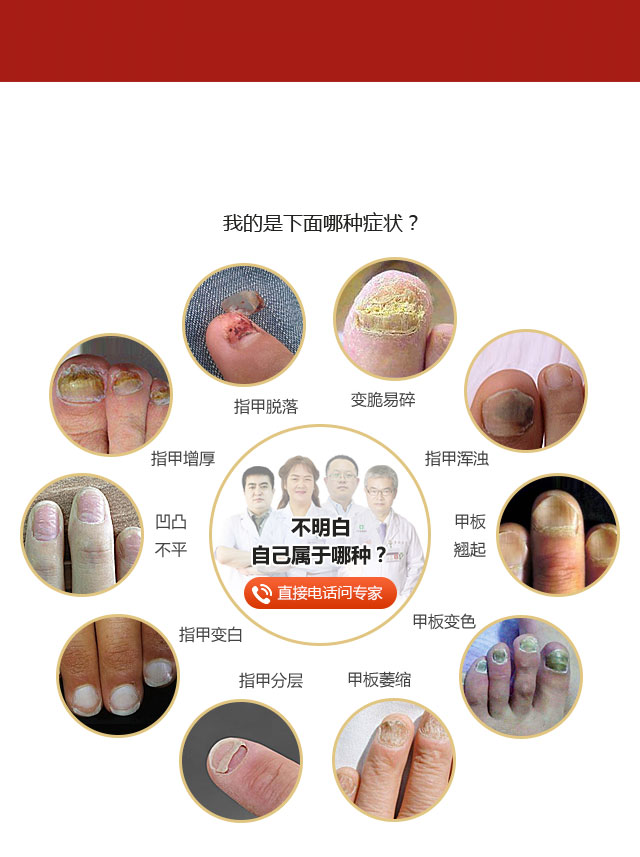 我的是下面哪种症状？
指甲脱落
变脆易碎
指甲增厚
指甲浑浊
凹凸
不平
甲板
翘起
不明白
自己属于哪种？
直接电话问专家
指甲变白
甲板变色
指甲分层
甲板萎缩